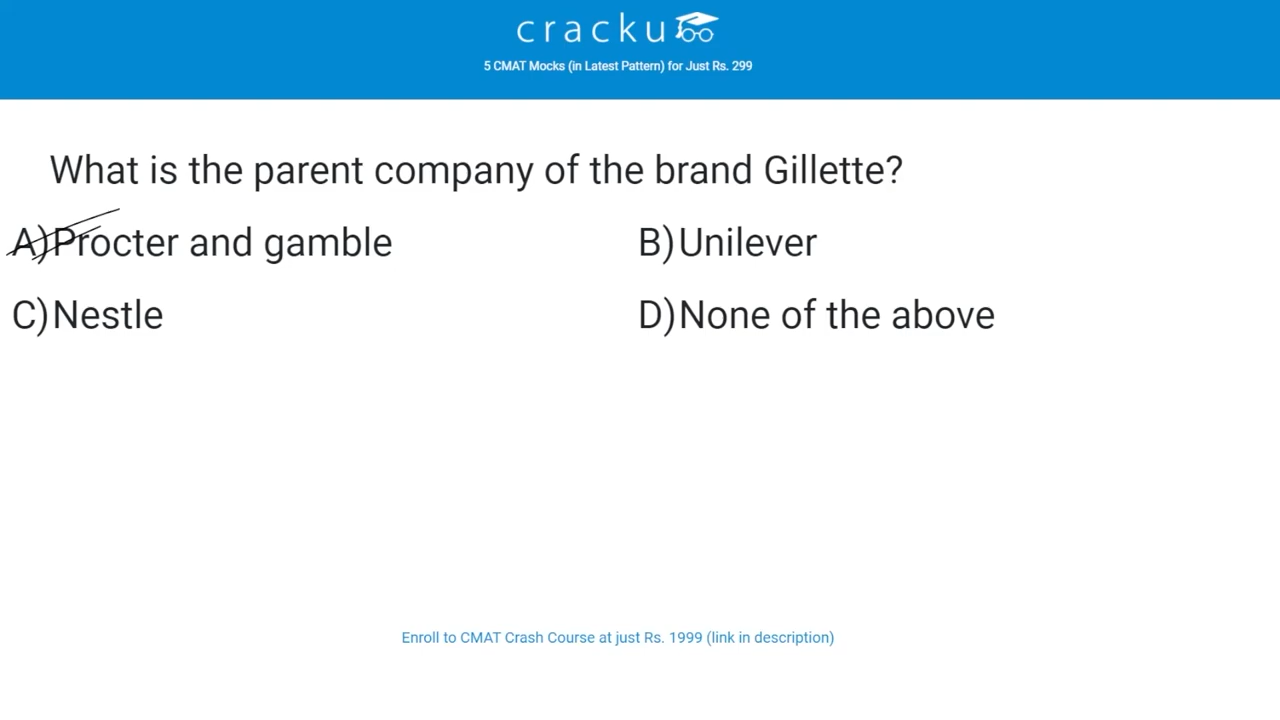 cracku
5 CMAT Mocks (in Latest Pattern) for Just Rs. 299
What is the parent company of the brand Gillette?
A)Procter and gamble
B)Unilever
C)Nestle
D)None of the above
Enroll to CMAT Crash Course at just Rs. 1999 (link in description)